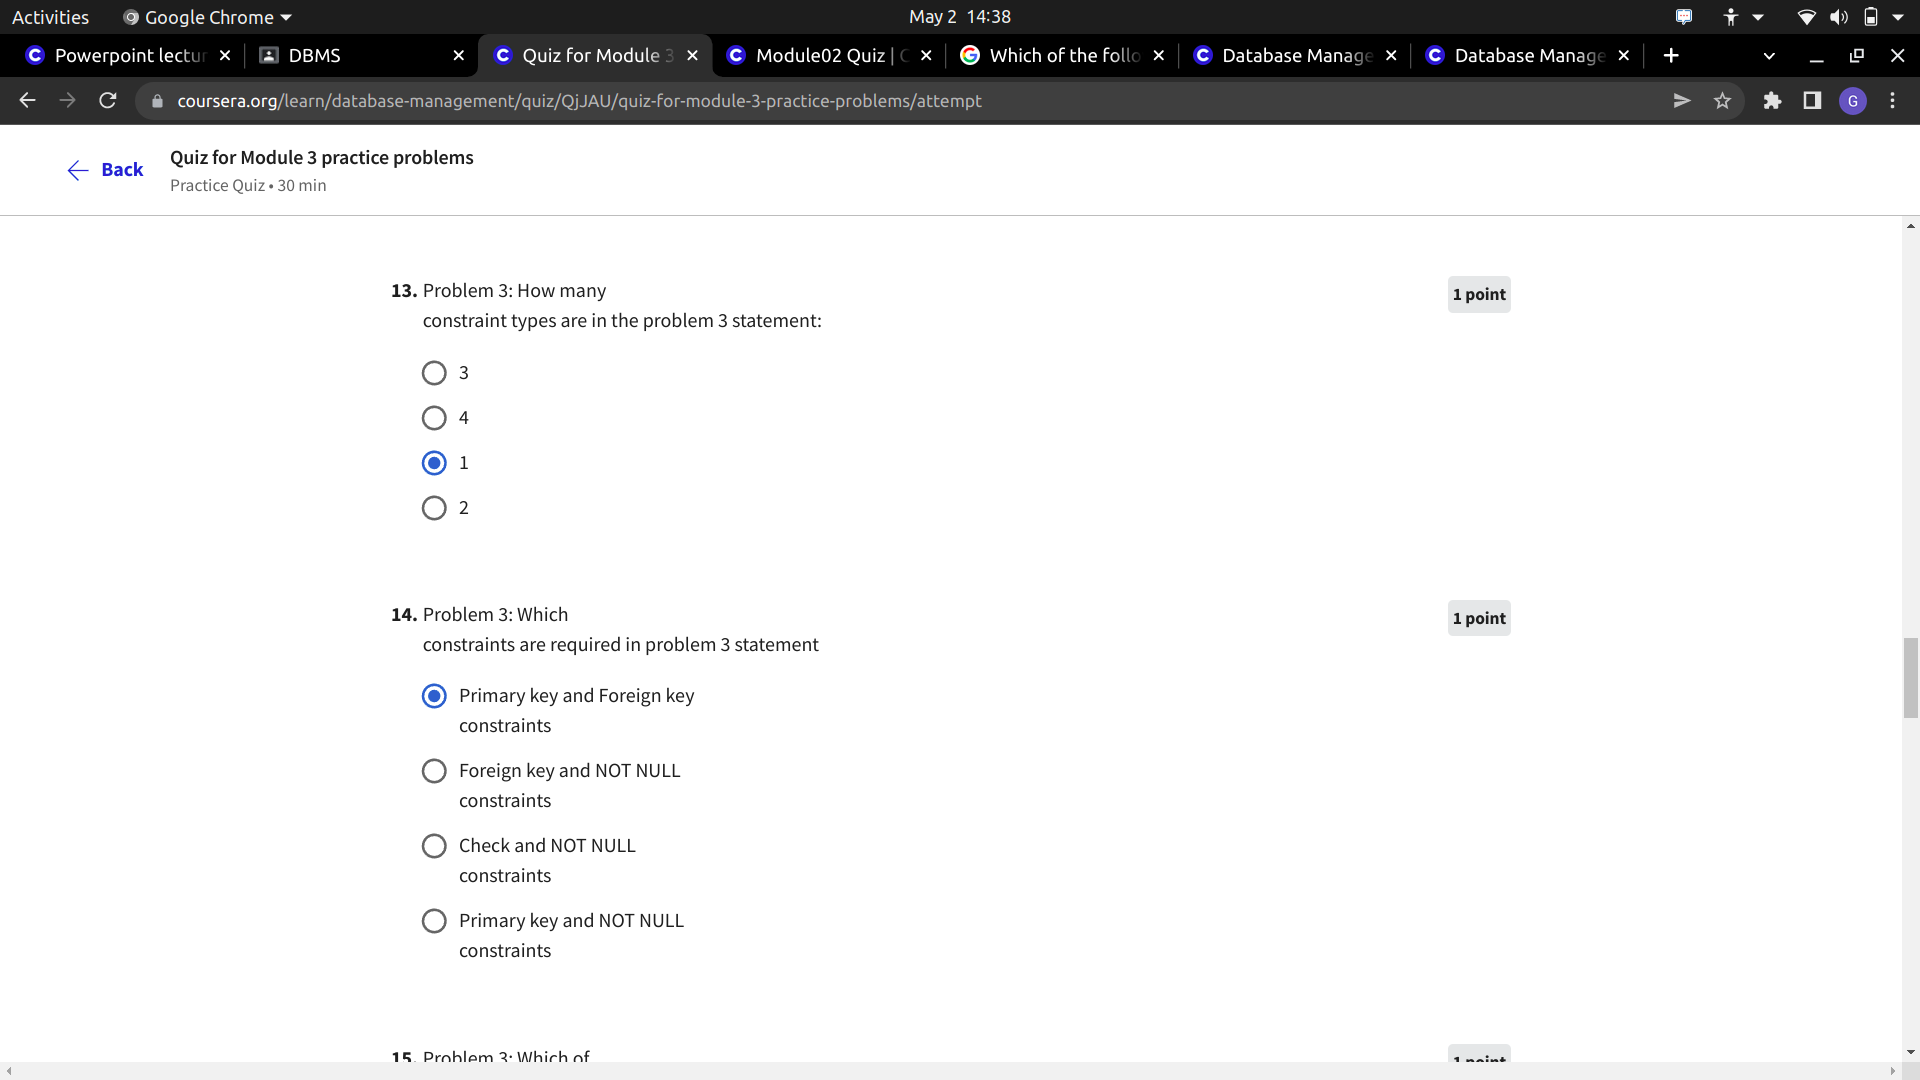 Activities
Google Chrome
May 2 14:38
Powerpoint lectur
DBMS
Quiz for Module 3
Module02 Quiz | C
Which of the follo
Database Manage
Database Manage
coursera.org/learn/database-management/quiz/QjJAU/quiz-for-module-3-practice-problems/attempt
G
Back
Quiz for Module 3 practice problems
Practice Quiz • 30 min
13. Problem 3: How many
constraint types are in the problem 3 statement:
1 point
3
4
1
2
14. Problem 3: Which
constraints are required in problem 3 statement
1 point
Primary key and Foreign key
constraints
Foreign key and NOT NULL
constraints
Check and NOT NULL
constraints
Primary key and NOT NULL
constraints
15. Problem 3: Which of
1 point